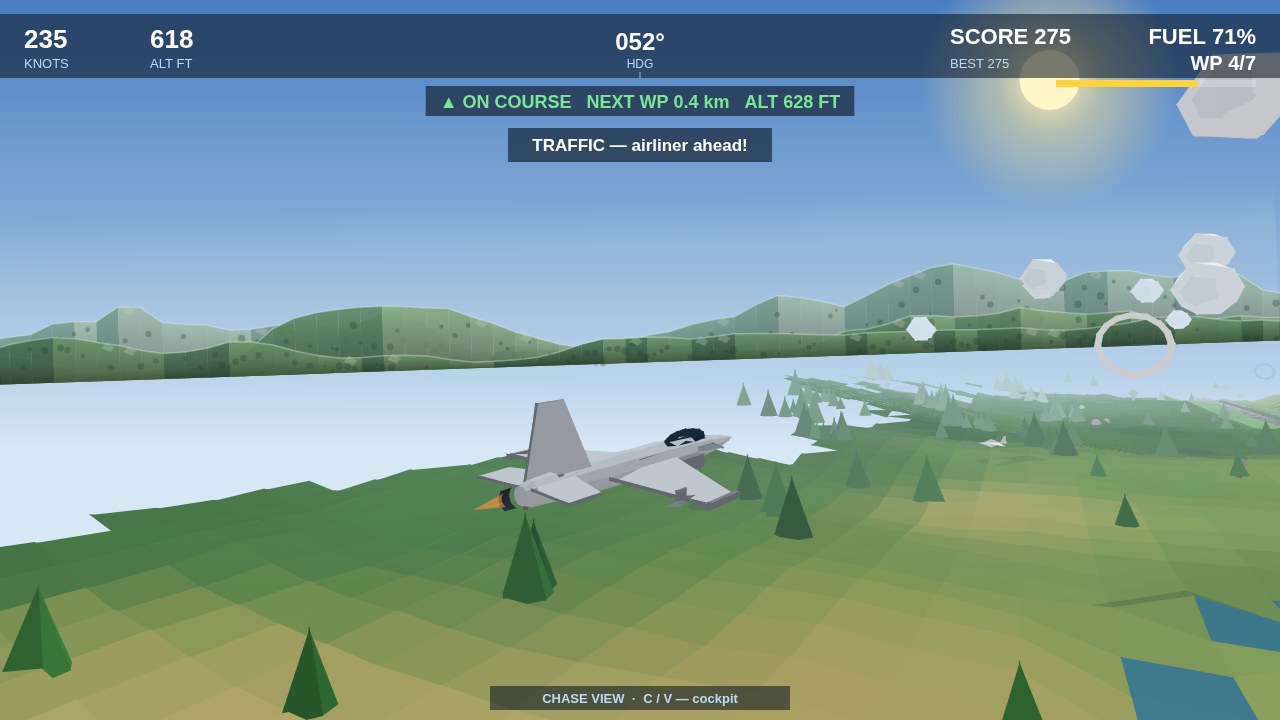 235
KNOTS
618
ALT FT
052°
HDG
SCORE 275
BEST 275
FUEL 71%
WP 4/7
▲ ON COURSE NEXT WP 0.4 km ALT 628 FT
TRAFFIC — airliner ahead!
CHASE VIEW · C / V — cockpit